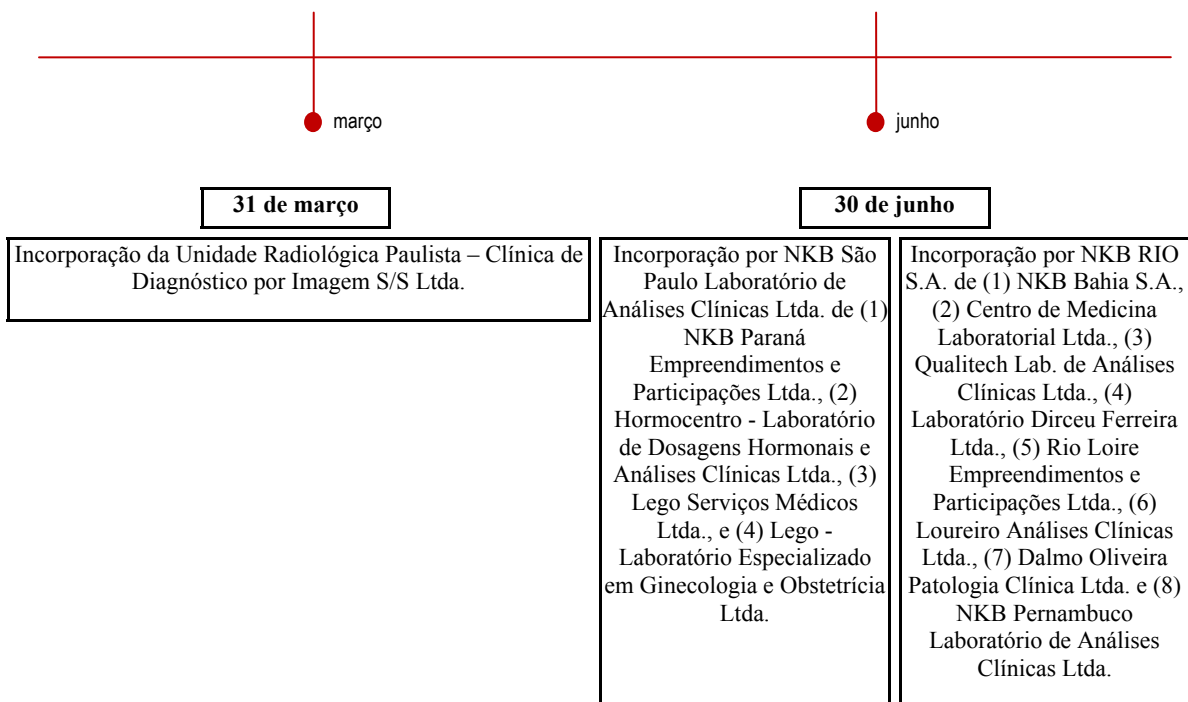 março
junho
31 de março
30 de junho
Incorporação da Unidade Radiológica Paulista – Clínica de
Diagnóstico por Imagem S/S Ltda.
Incorporação por NKB São
Paulo Laboratório de
Análises Clínicas Ltda. de (1)
NKB Paraná
Empreendimentos e
Participações Ltda., (2)
Hormocentro - Laboratório
de Dosagens Hormonais e
Análises Clínicas Ltda., (3)
Lego Serviços Médicos
Ltda., e (4) Lego -
Laboratório Especializado
em Ginecologia e Obstetrícia
Ltda.
Incorporação por NKB RIO
S.A. de (1) NKB Bahia S.A.,
(2) Centro de Medicina
Laboratorial Ltda., (3)
Qualitech Lab. de Análises
Clínicas Ltda., (4)
Laboratório Dirceu Ferreira
Ltda., (5) Rio Loire
Empreendimentos e
Participações Ltda., (6)
Loureiro Análises Clínicas
Ltda., (7) Dalmo Oliveira
Patologia Clínica Ltda. e (8)
NKB Pernambuco
Laboratório de Análises
Clínicas Ltda.